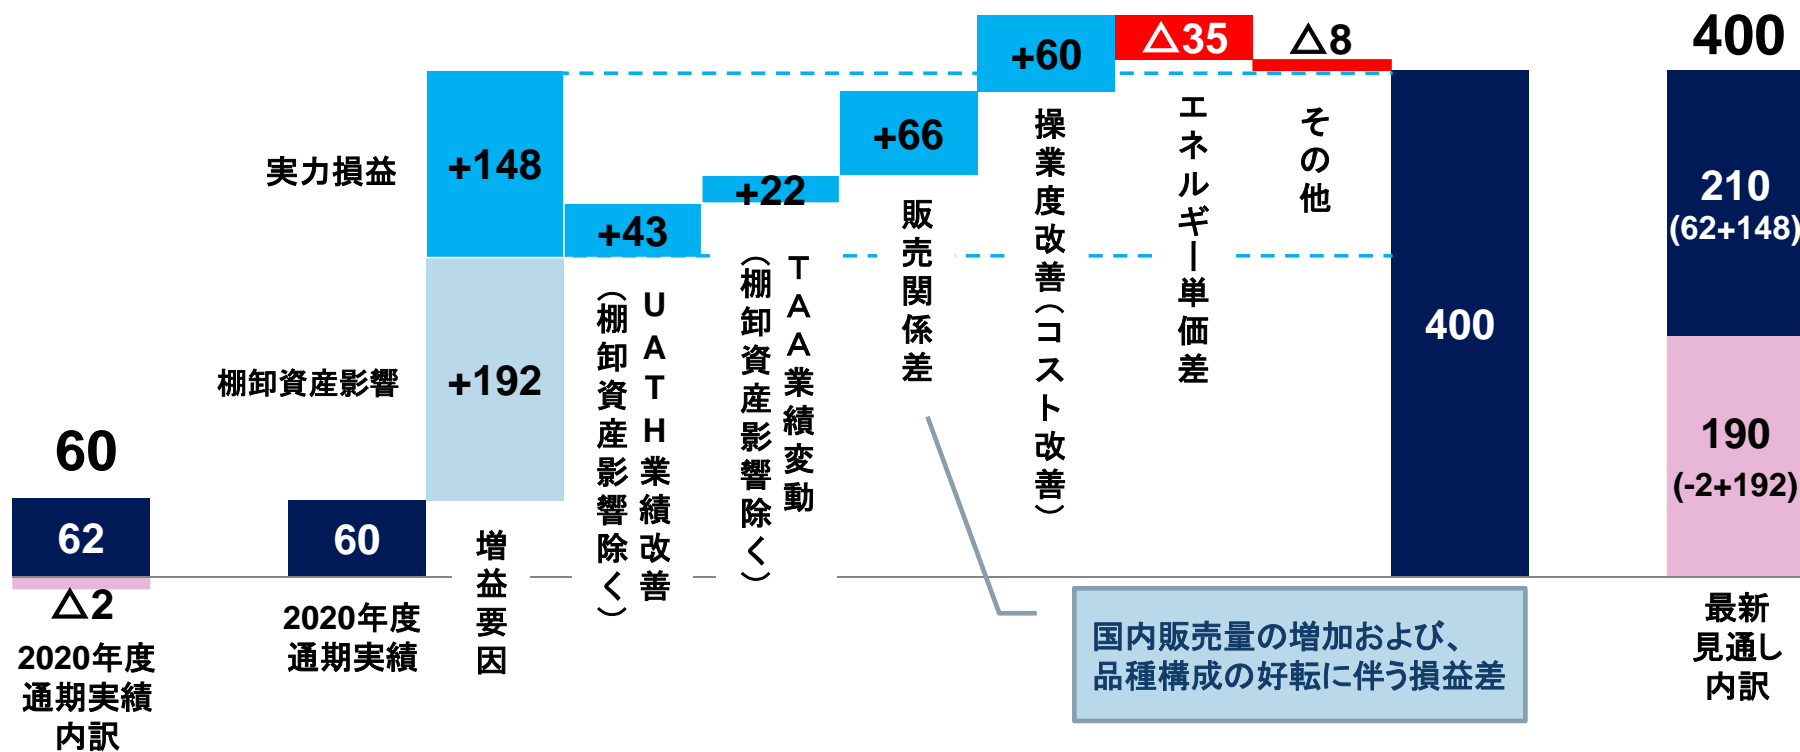 60
62
△2
2020年度
通期実績
内訳
60
2020年度
通期実績
実力損益
棚卸資産影響
+148
+192
増益要因
+43
UATH業績改善
（棚卸資産影響除く）
+22
TAA業績変動
（棚卸資産影響除く）
+66
販売関係差
+60
操業度改善（コスト改善）
△35
エネルギー単価差
△8
その他
400
国内販売量の増加および、
品種構成の好転に伴う損益差
400
210
(62+148)
190
(-2+192)
最新
見通し
内訳